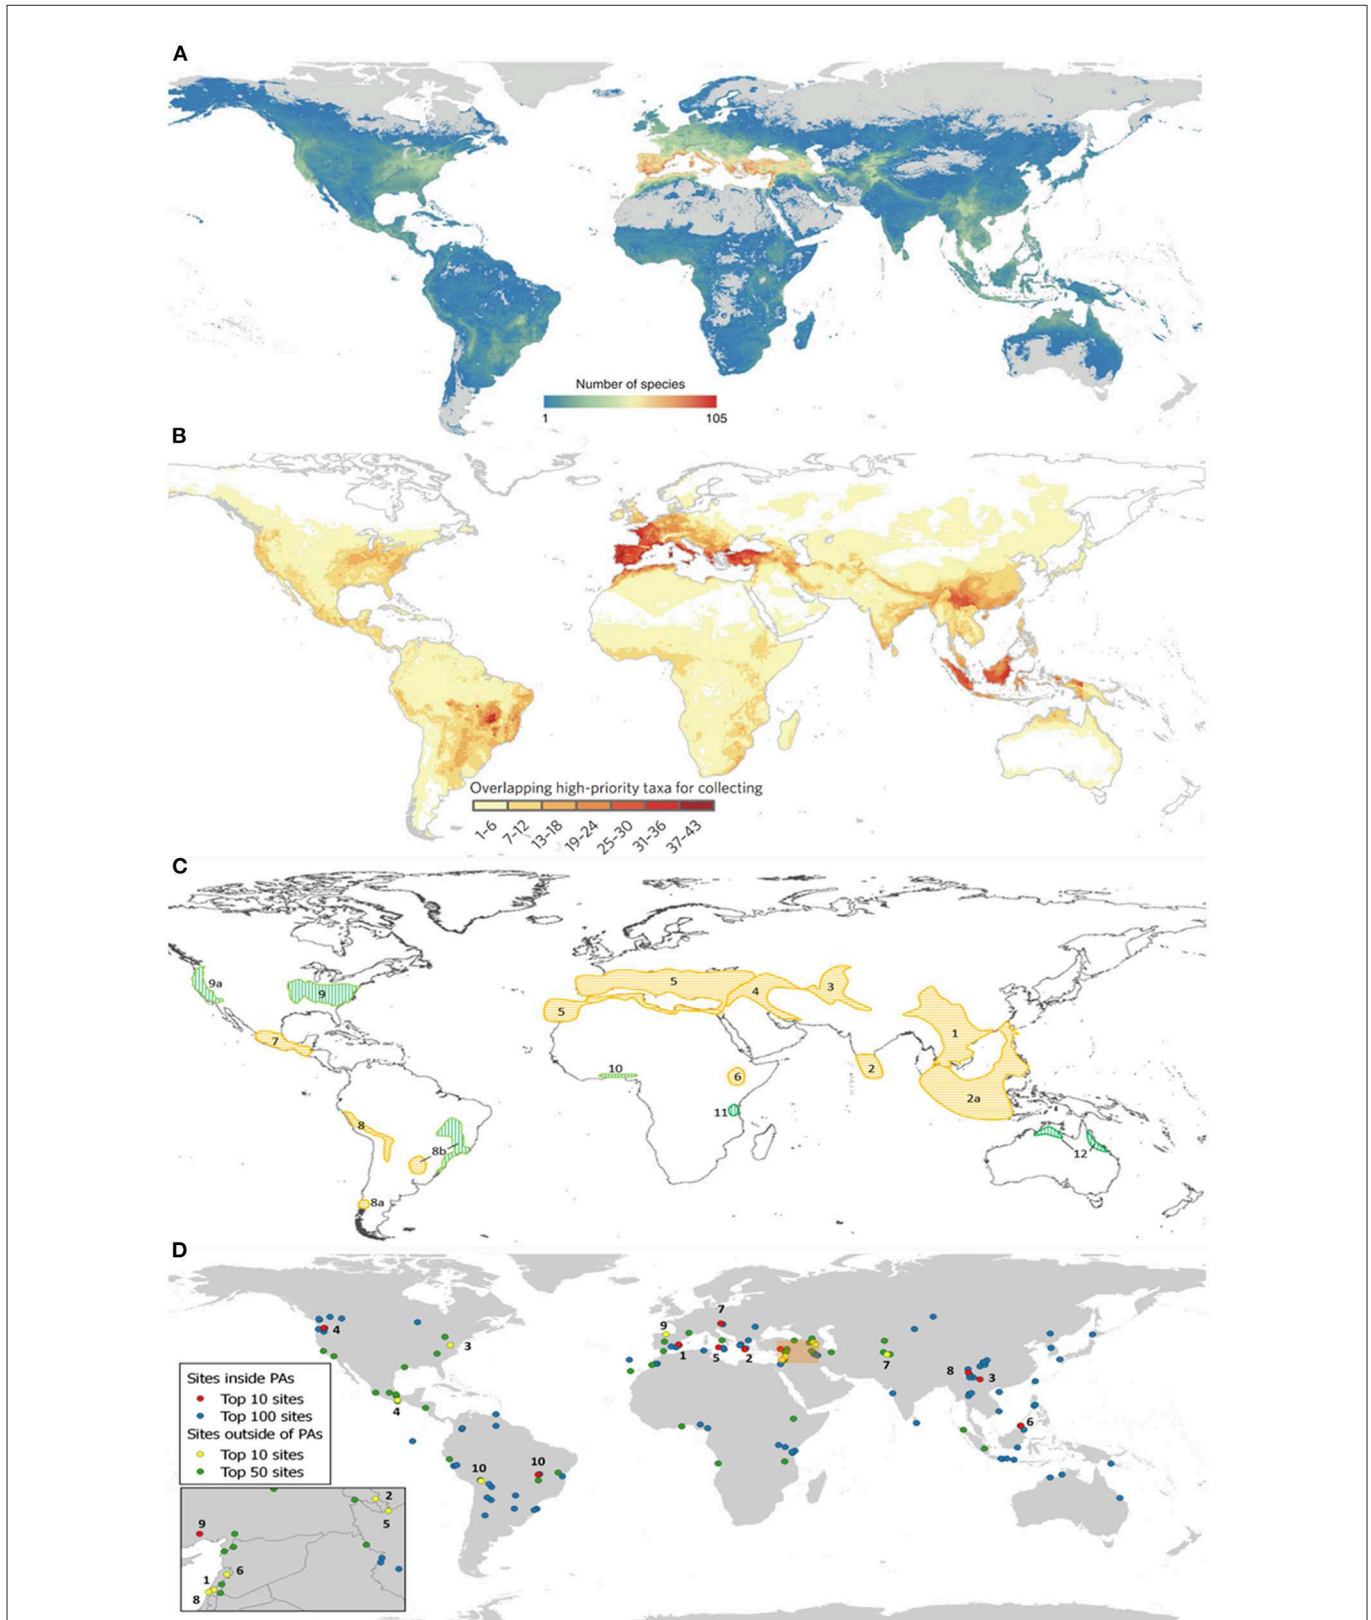 A
Number of species
1 105
B
Overlapping high-priority taxa for collecting
1–6 7–12 13–18 19–24 25–30 31–36 37–43
C
9a
9
7
8
8b
8a
5
5
4
3
10
6
11
1
2
2a
12
D
4
3
4
10
10
7
9
1
5
2
7
8
3
6
Sites inside PAs
Top 10 sites
Top 100 sites
Sites outside of PAs
Top 10 sites
Top 50 sites
2
5
9
6
1
8